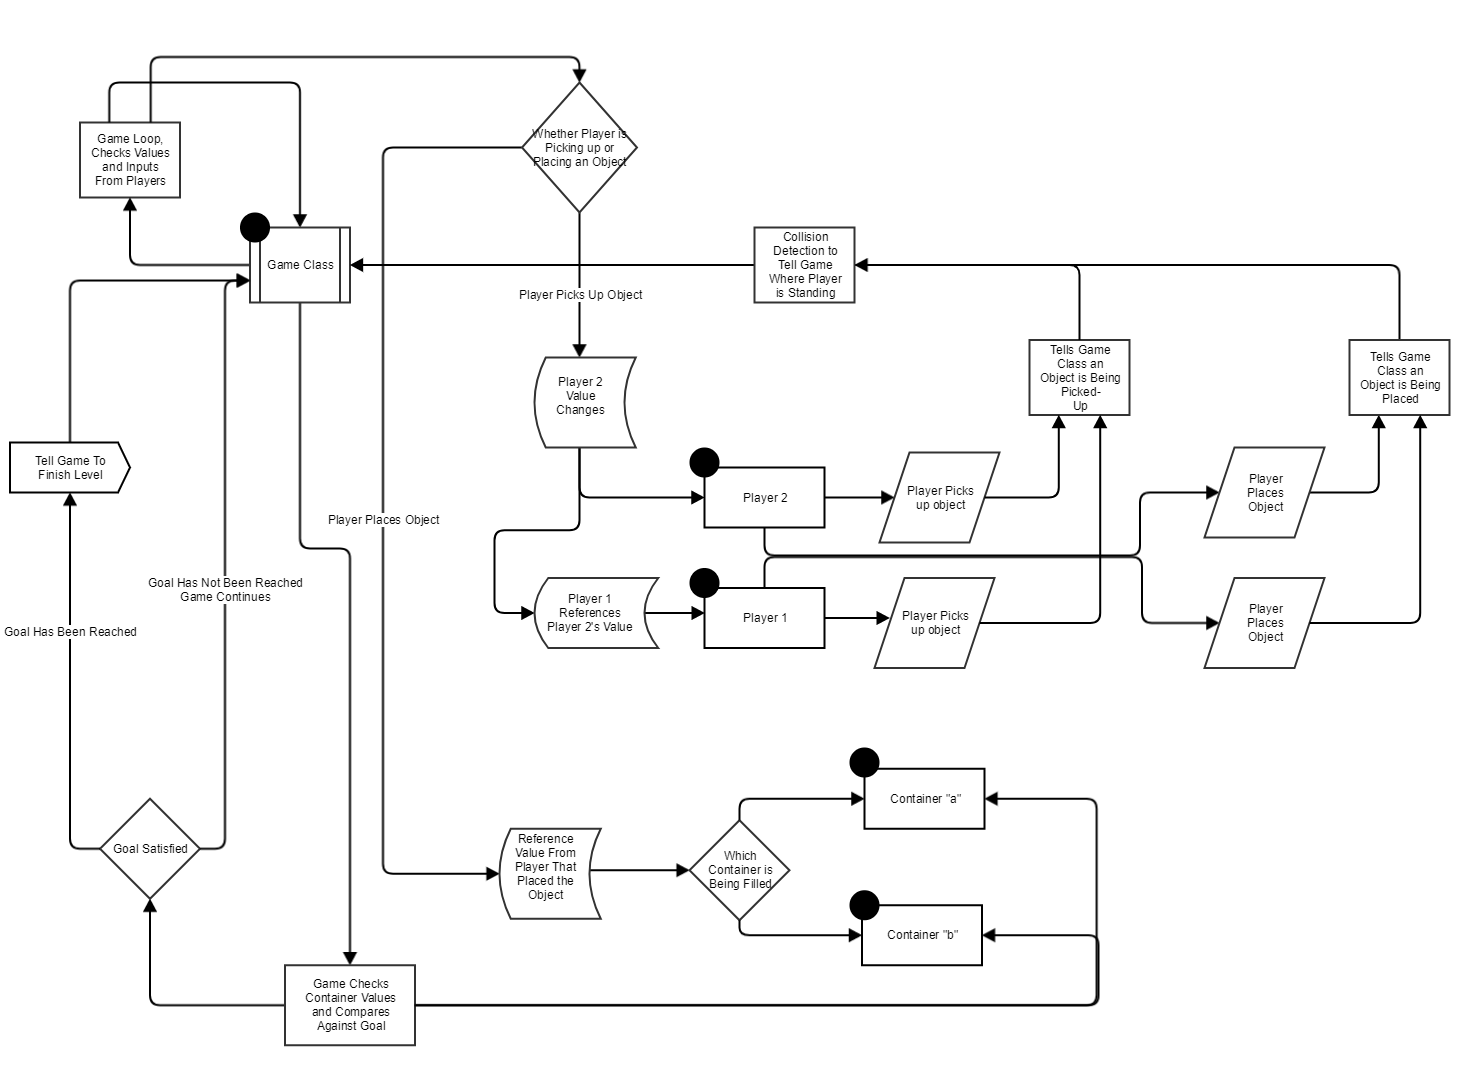 Whether Player is
Picking up or
Placing an Object
Game Loop,
Checks Values
and Inputs
From Players
Game Class
Collision
Detection to
Tell Game
Where Player
is Standing
Player Picks Up Object
Tells Game
Class an
Object is Being
Picked-
Up
Tells Game
Class an
Object is Being
Placed
Player 2
Value
Changes
Tell Game To
Finish Level
Player 2
Player Picks
up object
Player
Places
Object
Player Places Object
Goal Has Not Been Reached
Game Continues
Player 1
References
Player 2's Value
Player 1
Player Picks
up object
Player
Places
Object
Goal Has Been Reached
Container "a"
Goal Satisfied
Reference
Value From
Player That
Placed the
Object
Which
Container is
Being Filled
Container "b"
Game Checks
Container Values
and Compares
Against Goal